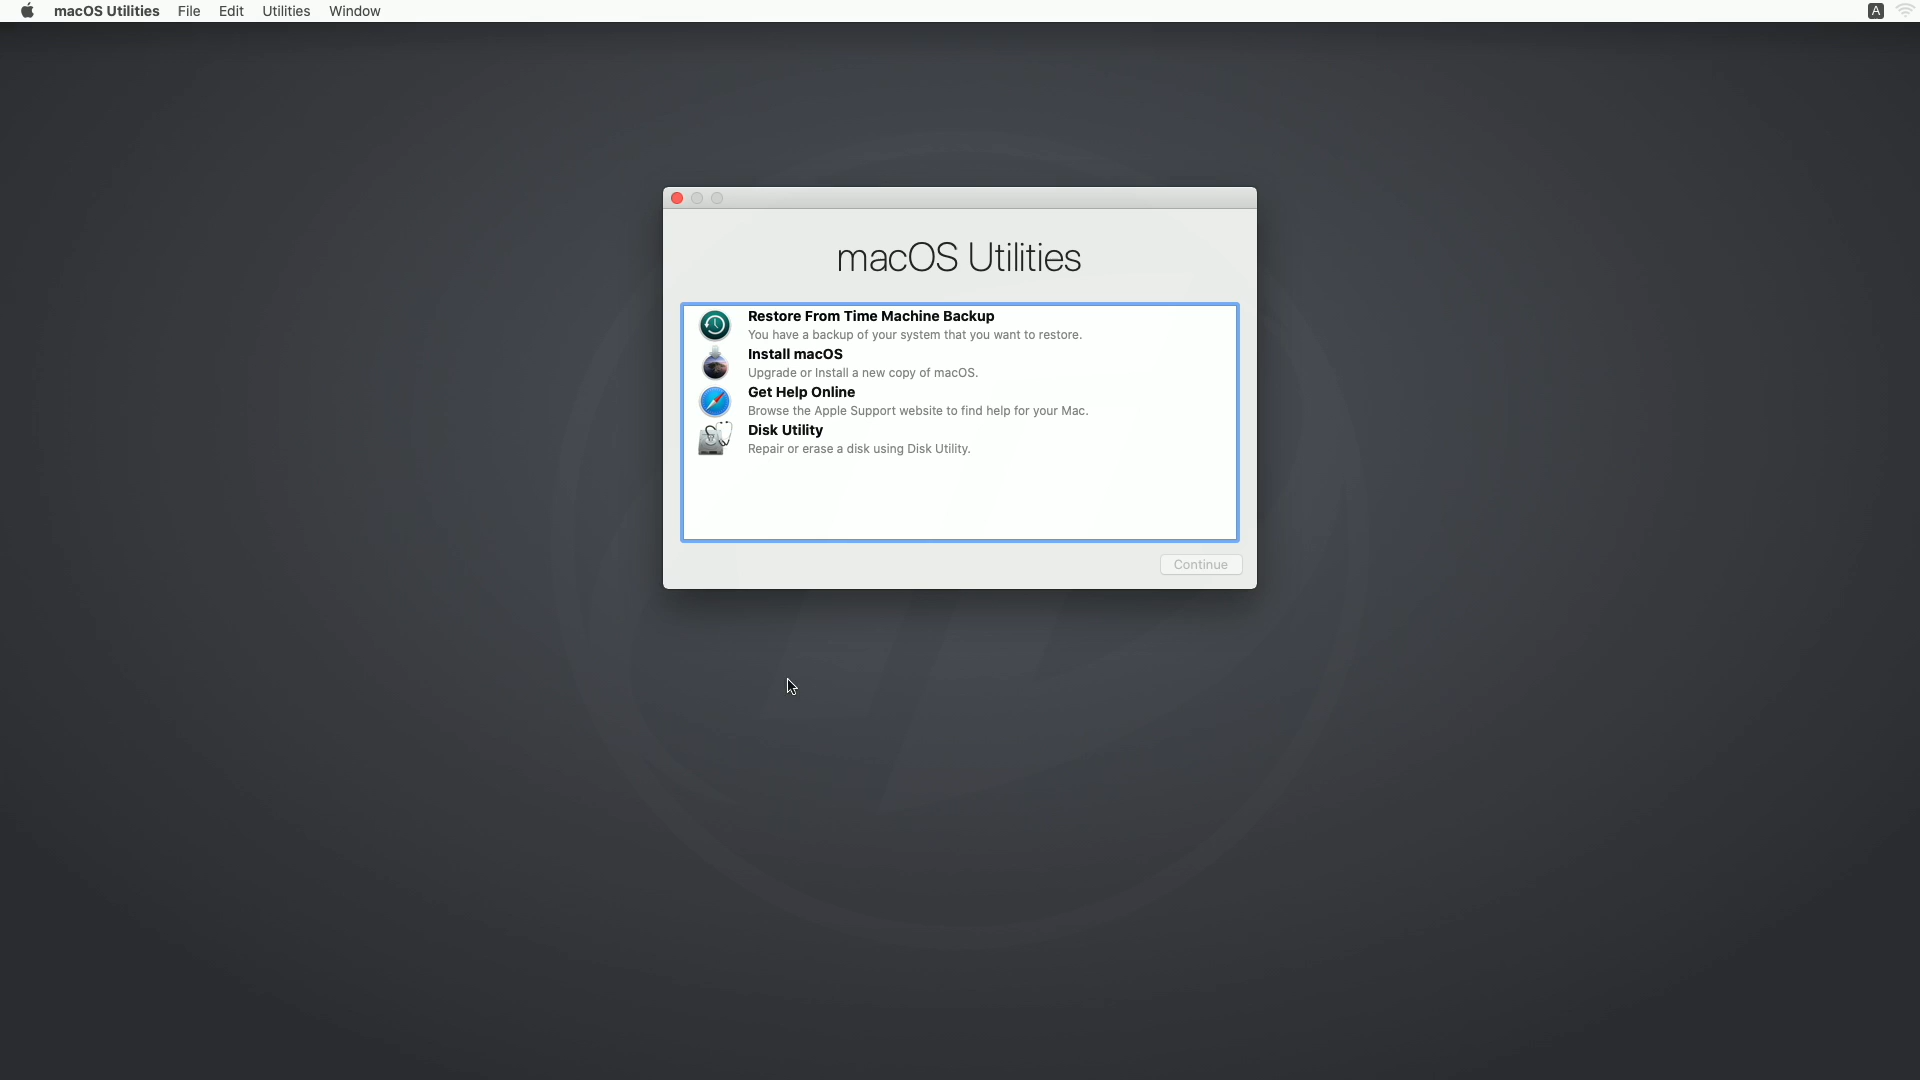 macOS Utilities File Edit Utilities Window A
macOS Utilities
Restore From Time Machine Backup
You have a backup of your system that you want to restore.
Install macOS
Upgrade or Install a new copy of macOS.
Get Help Online
Browse the Apple Support website to find help for your Mac.
Disk Utility
Repair or erase a disk using Disk Utility.
Continue